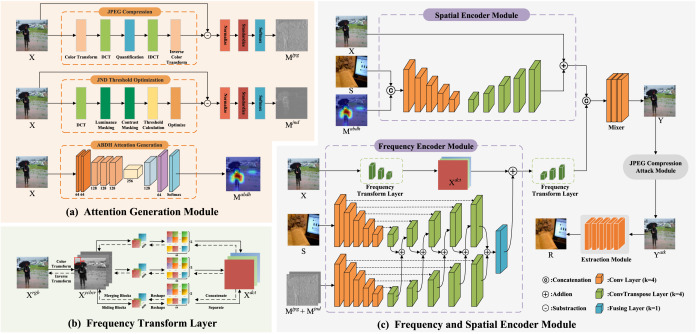 JPEG Compression
X
Color Transform
DCT
Quantification
IDCT
Inverse
Color
Transform
Normalize
Softmax
M^jpg
JND Threshold Optimization
X
DCT
Luminance
Masking
Contrast
Masking
Threshold
Calculation
Optimize
Normalize
Softmax
M^jnd
ABDH Attention Generation
X
64 64
128
128
128
256
128
64
Softmax
M^abdh
(a) Attention Generation Module
Color
Transform
Inverse
Transform
X^rgb
X^ycbcr
Merging Blocks
Sliding Blocks
Reshape
Reshape
Concatenate
Separate
X^dct
(b) Frequency Transform Layer
Spatial Encoder Module
X
S
M^abdh
Mixer
Y
JPEG Compression
Attack Module
Frequency Encoder Module
X
Frequency
Transform Layer
X^dct
Frequency
Transform Layer
S
M^jpg + M^jnd
R
Extraction Module
Y^atk
:Concatenation
:Addion
:Substraction
:Conv Layer (k=4)
:ConvTranspose Layer (k=4)
:Fusing Layer (k=1)
(c) Frequency and Spatial Encoder Module